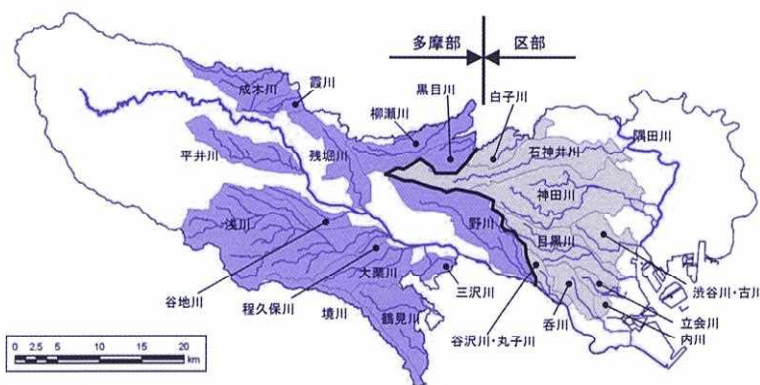 多摩部
区部
成木川
霞川
柳瀬川
黒目川
白子川
隅田川
平井川
残堀川
石神井川
神田川
浅川
野川
目黒川
谷地川
大栗川
程久保川
境川
鶴見川
三沢川
谷沢川・丸子川
呑川
渋谷川・古川
立会川
内川
0 2.5 5 10 15 20
km